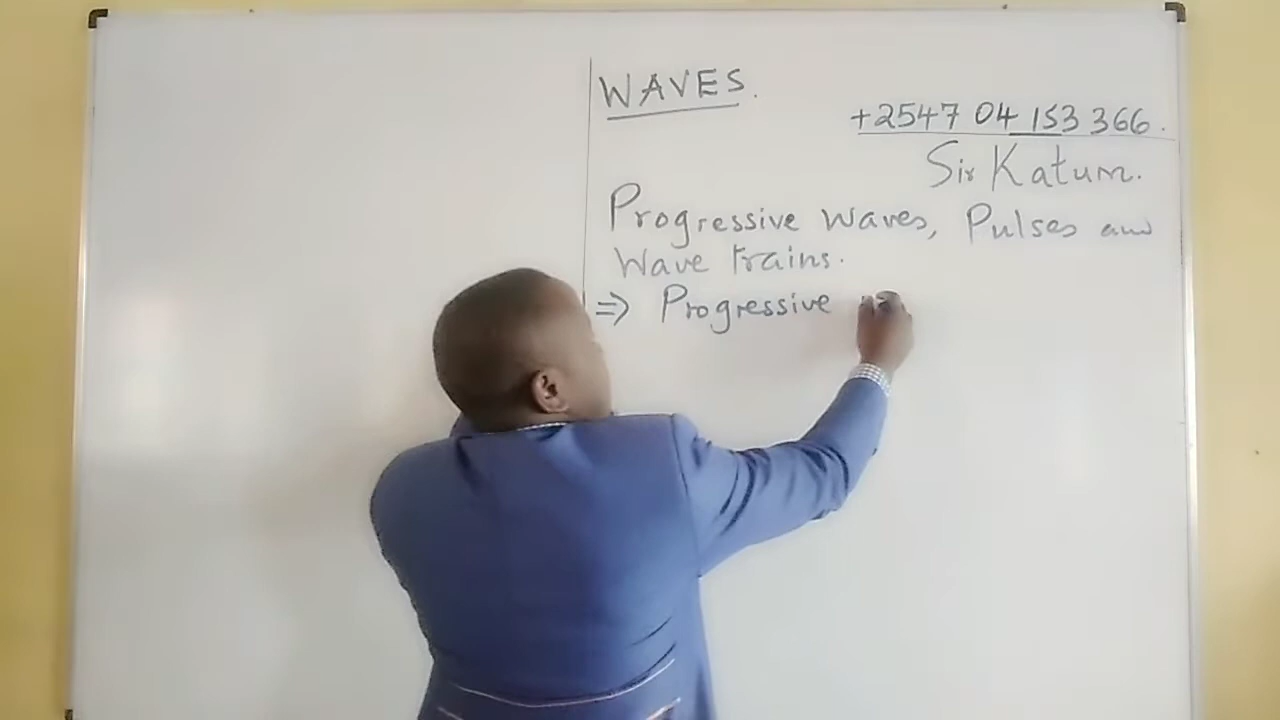 WAVES.
+2547 04 153 366.
Sir Katum.
Progressive waves, Pulses and
Wave trains.
⇒ Progressive